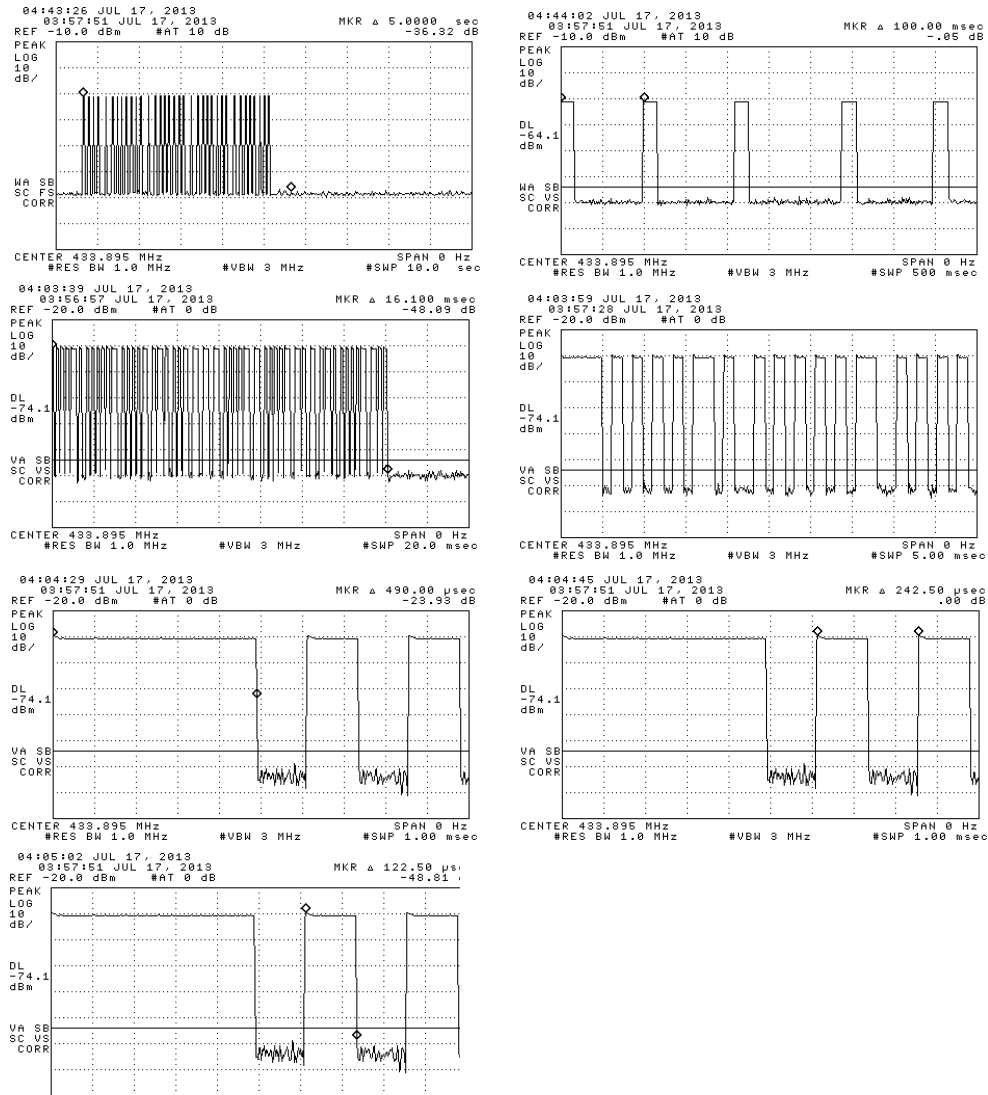 04:43:26 JUL 17, 2013
03:57:51 JUL 17, 2013
MKR Δ 5.0000 sec
REF -10.0 dBm #AT 10 dB
-36.32 dB
PEAK
LOG
10
dB/
WA SB
SC FS
CORR
CENTER 433.895 MHz
SPAN 0 Hz
#RES BW 1.0 MHz
#VBW 3 MHz
#SWP 10.0 sec
04:44:02 JUL 17, 2013
03:57:51 JUL 17, 2013
MKR Δ 100.00 msec
REF -10.0 dBm #AT 10 dB
-.05 dB
PEAK
LOG
10
dB/
DL
-64.1
dBm
WA SB
SC VS
CORR
CENTER 433.895 MHz
SPAN 0 Hz
#RES BW 1.0 MHz
#VBW 3 MHz
#SWP 500 msec
04:03:39 JUL 17, 2013
03:56:57 JUL 17, 2013
MKR Δ 16.100 msec
REF -20.0 dBm #AT 0 dB
-48.09 dB
PEAK
LOG
10
dB/
DL
-74.1
dBm
VA SB
SC VS
CORR
CENTER 433.895 MHz
SPAN 0 Hz
#RES BW 1.0 MHz
#VBW 3 MHz
#SWP 20.0 msec
04:03:59 JUL 17, 2013
03:57:28 JUL 17, 2013
REF -20.0 dBm #AT 0 dB
PEAK
LOG
10
dB/
DL
-74.1
dBm
VA SB
SC VS
CORR
CENTER 433.895 MHz
SPAN 0 Hz
#RES BW 1.0 MHz
#VBW 3 MHz
#SWP 5.00 msec
04:04:29 JUL 17, 2013
03:57:51 JUL 17, 2013
MKR Δ 490.00 µsec
REF -20.0 dBm #AT 0 dB
-23.93 dB
PEAK
LOG
10
dB/
DL
-74.1
dBm
VA SB
SC VS
CORR
CENTER 433.895 MHz
SPAN 0 Hz
#RES BW 1.0 MHz
#VBW 3 MHz
#SWP 1.00 msec
04:04:45 JUL 17, 2013
03:57:51 JUL 17, 2013
MKR Δ 242.50 µsec
REF -20.0 dBm #AT 0 dB
.00 dB
PEAK
LOG
10
dB/
DL
-74.1
dBm
VA SB
SC VS
CORR
CENTER 433.895 MHz
SPAN 0 Hz
#RES BW 1.0 MHz
#VBW 3 MHz
#SWP 1.00 msec
04:05:02 JUL 17, 2013
03:57:51 JUL 17, 2013
MKR Δ 122.50
REF -20.0 dBm #AT 0 dB
-48.81
PEAK
LOG
10
dB/
DL
-74.1
dBm
VA SB
SC VS
CORR